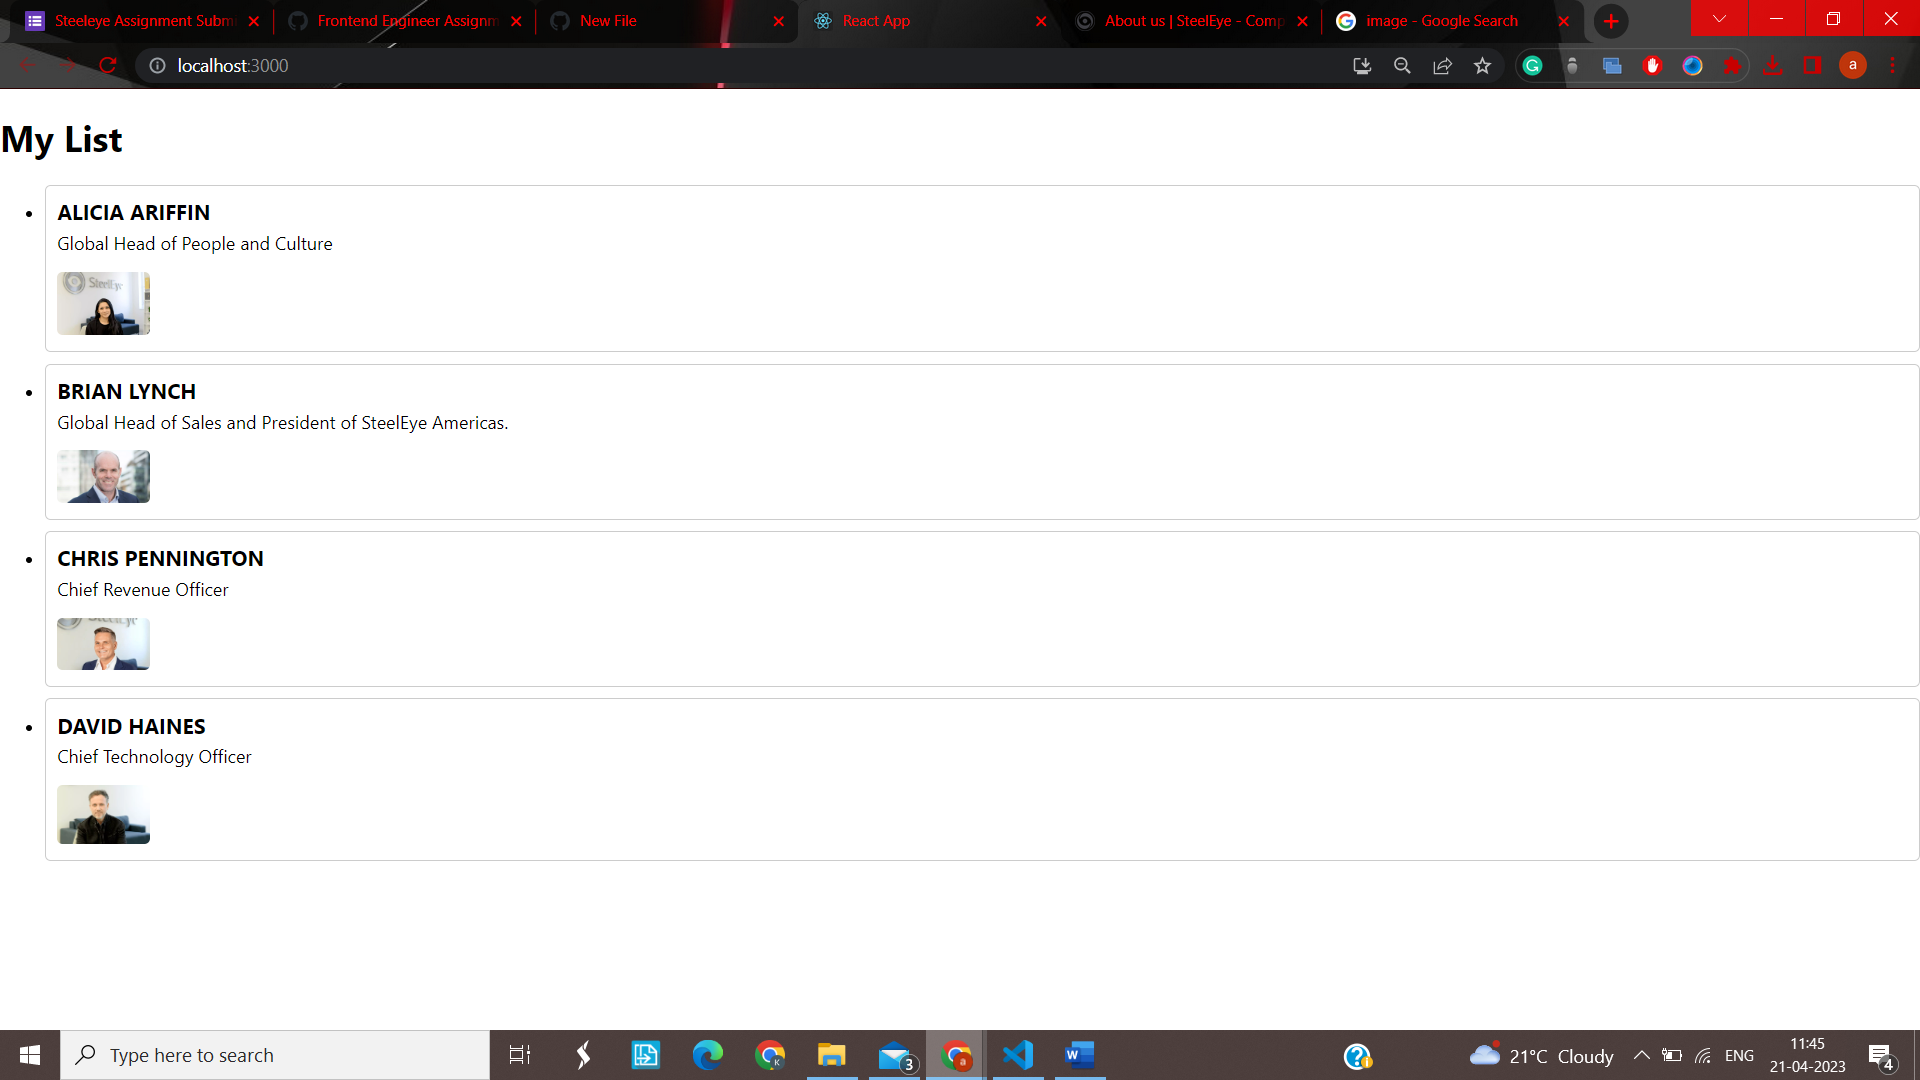 Steeleye Assignment Subm
Frontend Engineer Assignm
New File
React App
About us | SteelEye - Comp
image - Google Search
localhost:3000
a
My List
ALICIA ARIFFIN
Global Head of People and Culture
SteelEye
BRIAN LYNCH
Global Head of Sales and President of SteelEye Americas.
CHRIS PENNINGTON
Chief Revenue Officer
SteelEye
DAVID HAINES
Chief Technology Officer
Type here to search
K
3
a
21°C Cloudy
ENG
11:45
21-04-2023
4